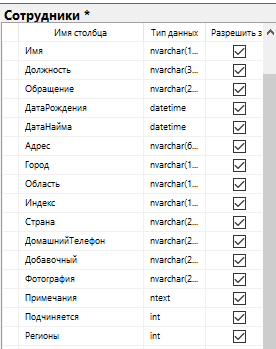 Сотрудники *
Имя столбца Тип данных Разрешить з
Имя nvarchar(1...
Должность nvarchar(3...
Обращение nvarchar(2...
ДатаРождения datetime
ДатаНайма datetime
Адрес nvarchar(6...
Город nvarchar(1...
Область nvarchar(1...
Индекс nvarchar(1...
Страна nvarchar(2...
ДомашнийТелефон nvarchar(2...
Добавочный nvarchar(2...
Фотография nvarchar(2...
Примечания ntext
Подчиняется int
Регионы int